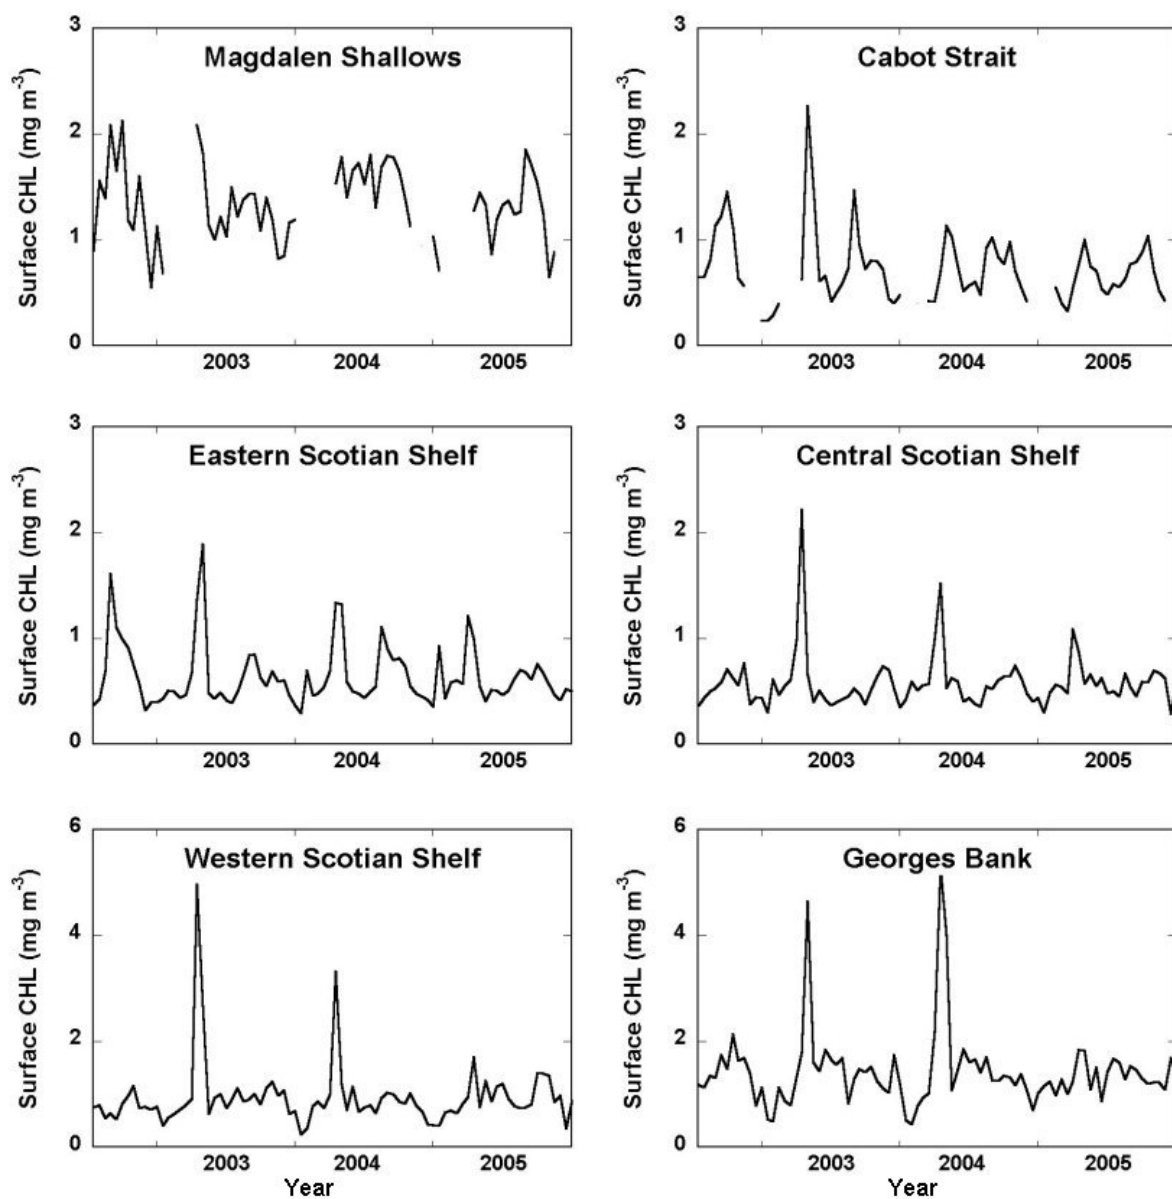 Magdalen Shallows
Surface CHL (mg m⁻³)
3
2
1
0
2003 2004 2005
Cabot Strait
Surface CHL (mg m⁻³)
3
2
1
0
2003 2004 2005
Eastern Scotian Shelf
Surface CHL (mg m⁻³)
3
2
1
0
2003 2004 2005
Central Scotian Shelf
Surface CHL (mg m⁻³)
3
2
1
0
2003 2004 2005
Western Scotian Shelf
Surface CHL (mg m⁻³)
6
4
2
0
2003 2004 2005
Year
Georges Bank
Surface CHL (mg m⁻³)
6
4
2
0
2003 2004 2005
Year